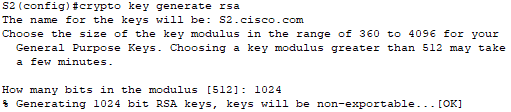 S2(config)#crypto key generate rsa
The name for the keys will be: S2.cisco.com
Choose the size of the key modulus in the range of 360 to 4096 for your
General Purpose Keys. Choosing a key modulus greater than 512 may take
a few minutes.
How many bits in the modulus [512]: 1024
% Generating 1024 bit RSA keys, keys will be non-exportable...[OK]